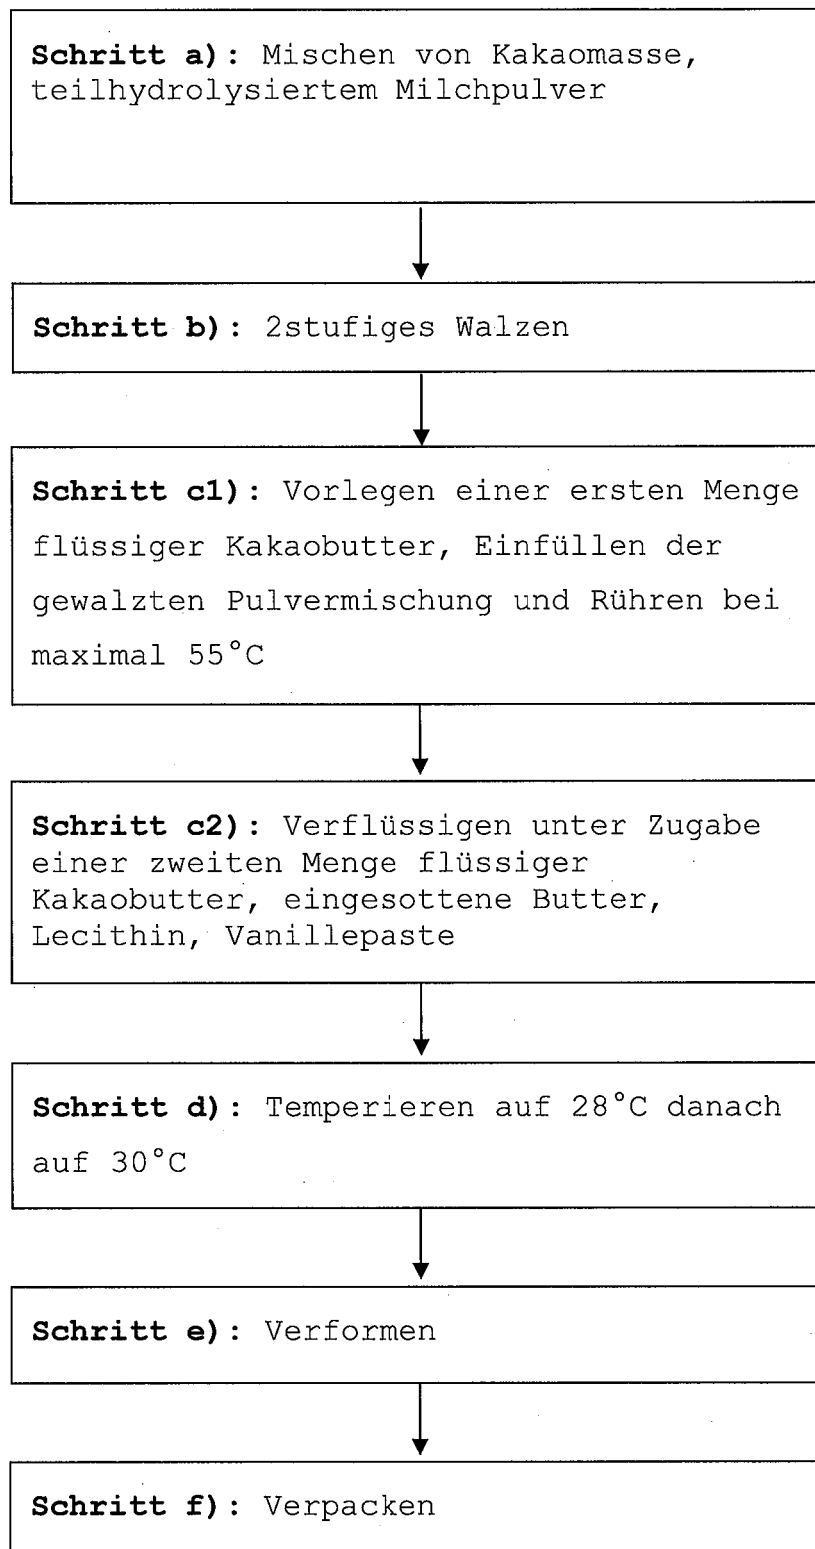 Schritt a): Mischen von Kakaomasse,
teilhydrolysiertem Milchpulver
Schritt b): 2stufiges Walzen
Schritt c1): Vorlegen einer ersten Menge
flüssiger Kakaobutter, Einfüllen der
gewalzten Pulvermischung und Rühren bei
maximal 55°C
Schritt c2): Verflüssigen unter Zugabe
einer zweiten Menge flüssiger
Kakaobutter, eingesottene Butter,
Lecithin, Vanillepaste
Schritt d): Temperieren auf 28°C danach
auf 30°C
Schritt e): Verformen
Schritt f): Verpacken